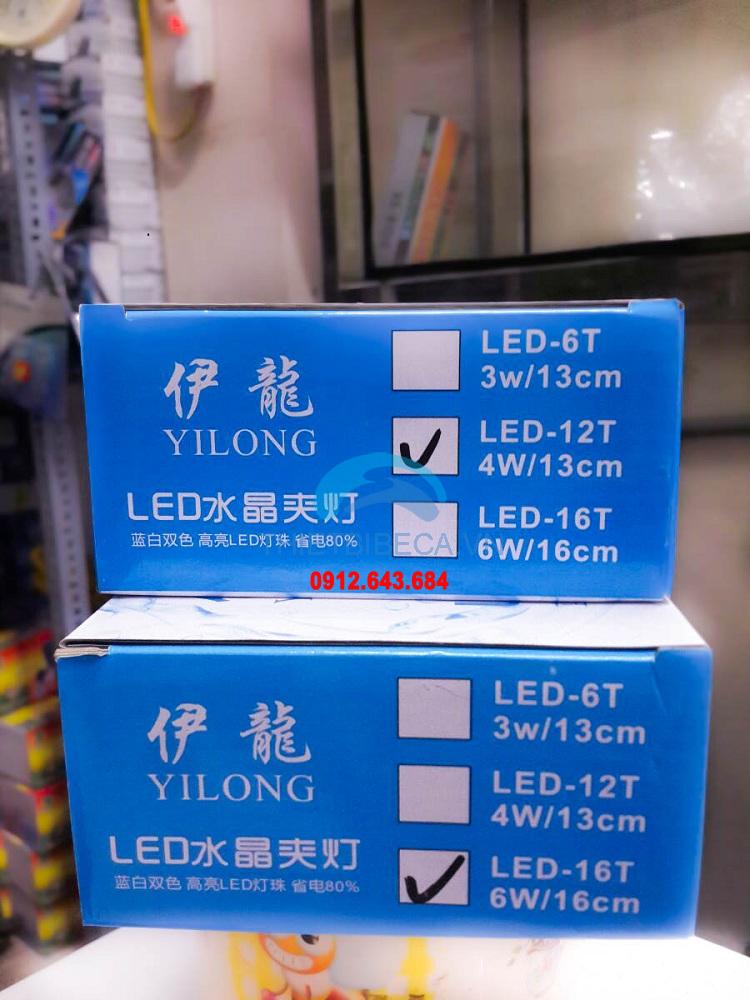 伊龍
YILONG
LED水晶夹灯
蓝白双色 高亮LED灯珠 省电80%
LED-6T
3w/13cm
LED-12T
4W/13cm
LED-16T
6W/16cm
0912.643.684
伊龍
YILONG
LED水晶夹灯
蓝白双色 高亮LED灯珠 省电80%
LED-6T
3w/13cm
LED-12T
4W/13cm
LED-16T
6W/16cm